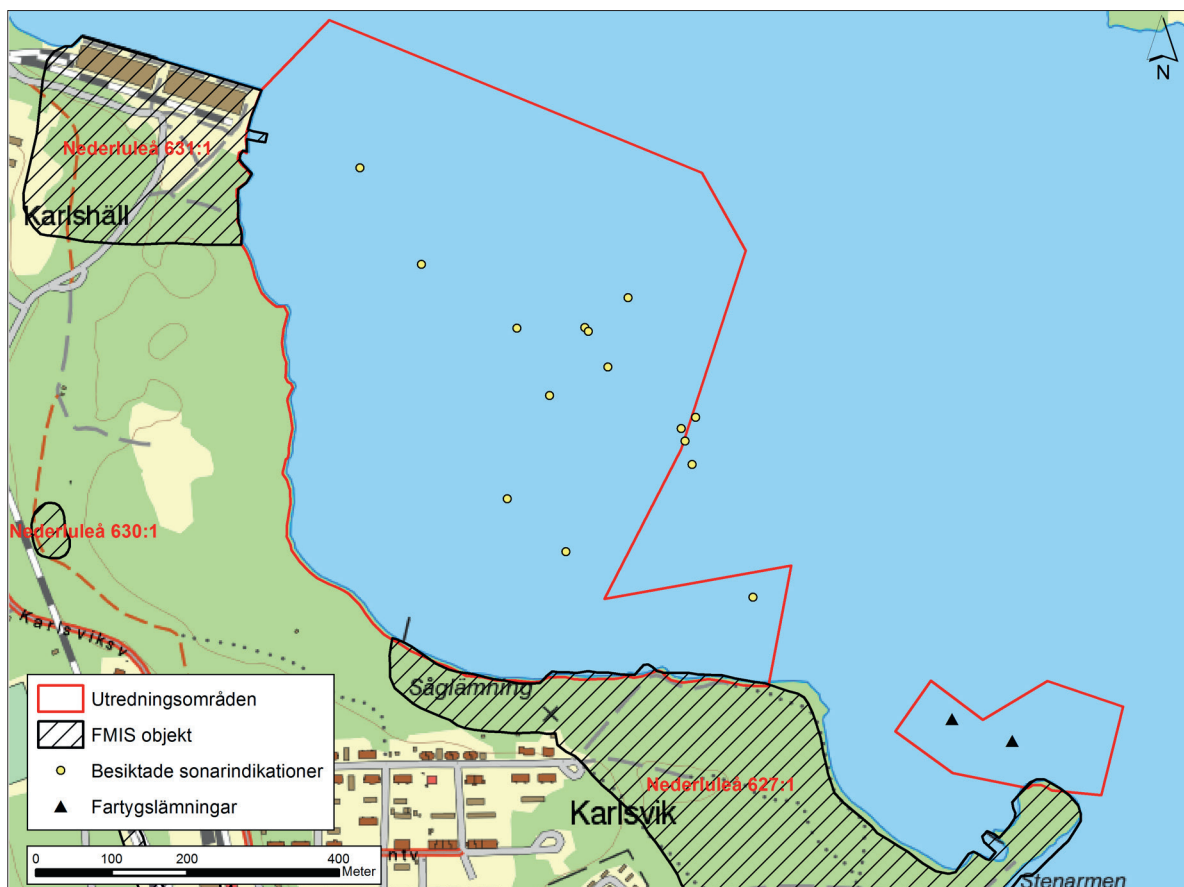 N
Nederluleå 631:1
Karlshäll
Nederluleå 630:1
Karlsviksv
Såglämning
Nederluleå 627:1
Karlsvik
ntv
Stenarmen
Utredningsområden
FMIS objekt
Besiktade sonarindikationer
Fartygslämningar
0 100 200 400
Meter